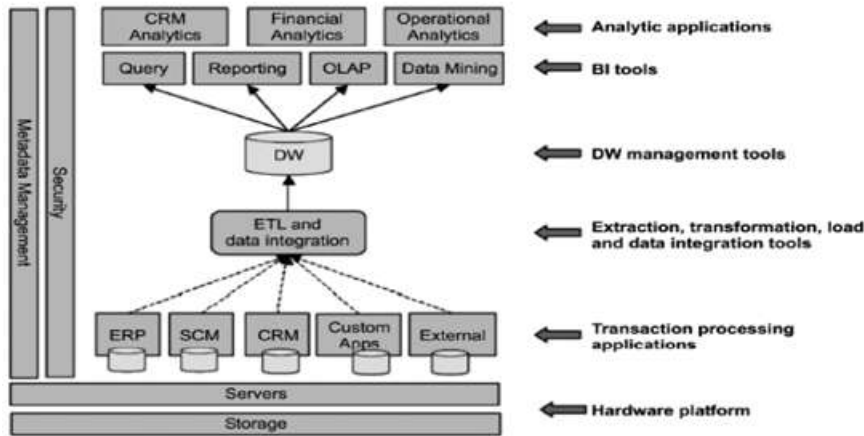 CRM
Analytics
Financial
Analytics
Operational
Analytics
Analytic applications
Query
Reporting
OLAP
Data Mining
BI tools
Metadata Management
Security
DW
DW management tools
ETL and
data integration
Extraction, transformation, load
and data integration tools
ERP
SCM
CRM
Custom
Apps
External
Transaction processing
applications
Servers
Storage
Hardware platform